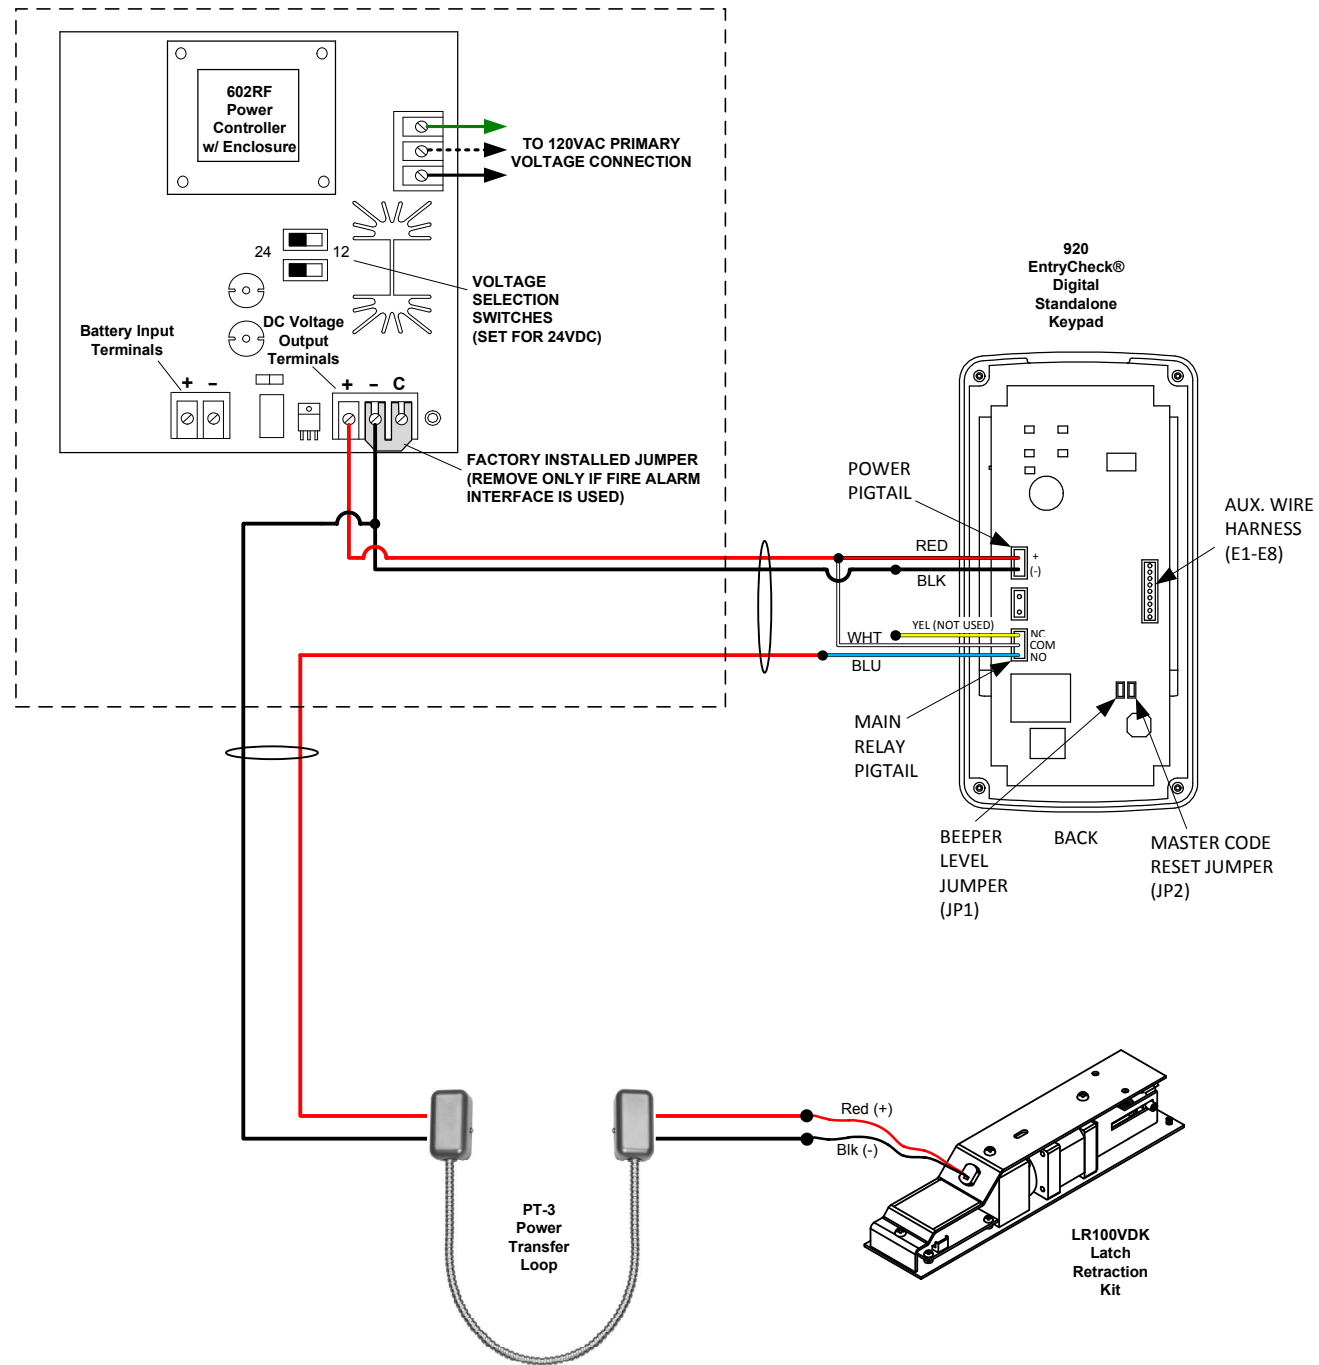 602RF
Power
Controller
w/ Enclosure
TO 120VAC PRIMARY
VOLTAGE CONNECTION
24
12
VOLTAGE
SELECTION
SWITCHES
(SET FOR 24VDC)
Battery Input
Terminals
DC Voltage
Output
Terminals
+ −
+ − C
FACTORY INSTALLED JUMPER
(REMOVE ONLY IF FIRE ALARM
INTERFACE IS USED)
920
EntryCheck®
Digital
Standalone
Keypad
POWER
PIGTAIL
AUX. WIRE
HARNESS
(E1-E8)
RED
+
(-)
BLK
YEL (NOT USED)
NC
WHT
COM
NO
BLU
MAIN
RELAY
PIGTAIL
BEEPER
LEVEL
JUMPER
(JP1)
BACK
MASTER CODE
RESET JUMPER
(JP2)
Red (+)
Blk (-)
PT-3
Power
Transfer
Loop
LR100VDK
Latch
Retraction
Kit